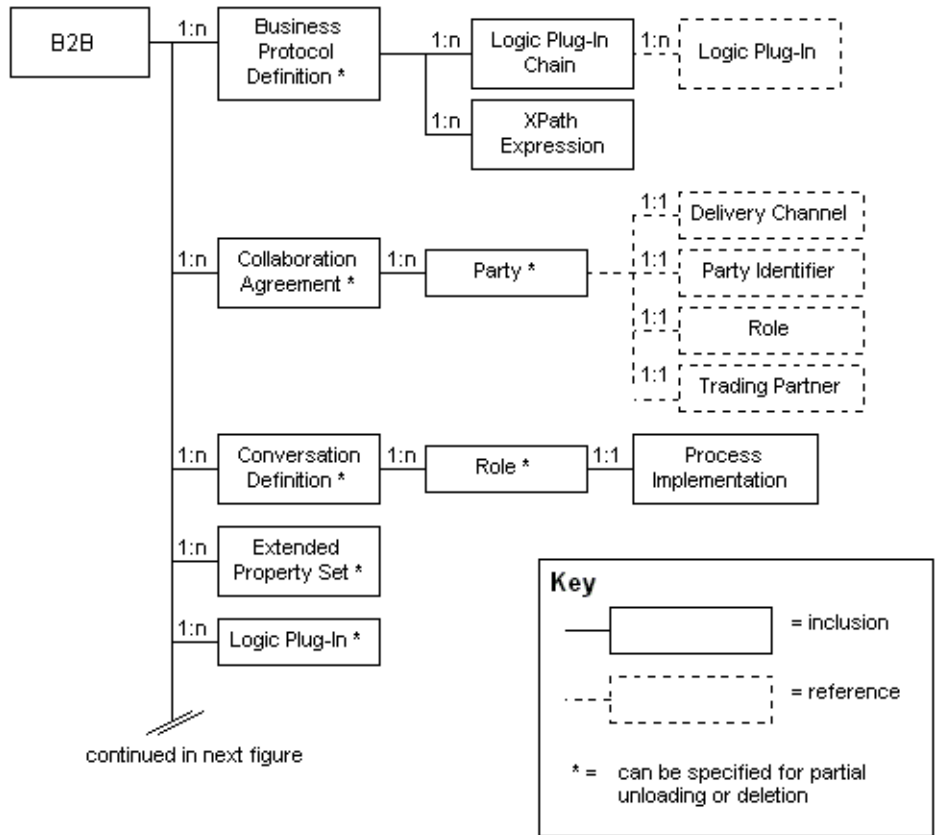 B2B
1:n
Business
Protocol
Definition *
1:n
Logic Plug-In
Chain
1:n
Logic Plug-In
1:n
XPath
Expression
1:n
Collaboration
Agreement *
1:n
Party *
1:1
Delivery Channel
1:1
Party Identifier
1:1
Role
1:1
Trading Partner
1:n
Conversation
Definition *
1:n
Role *
1:1
Process
Implementation
1:n
Extended
Property Set *
1:n
Logic Plug-In *
continued in next figure
Key
= inclusion
= reference
* = can be specified for partial
unloading or deletion